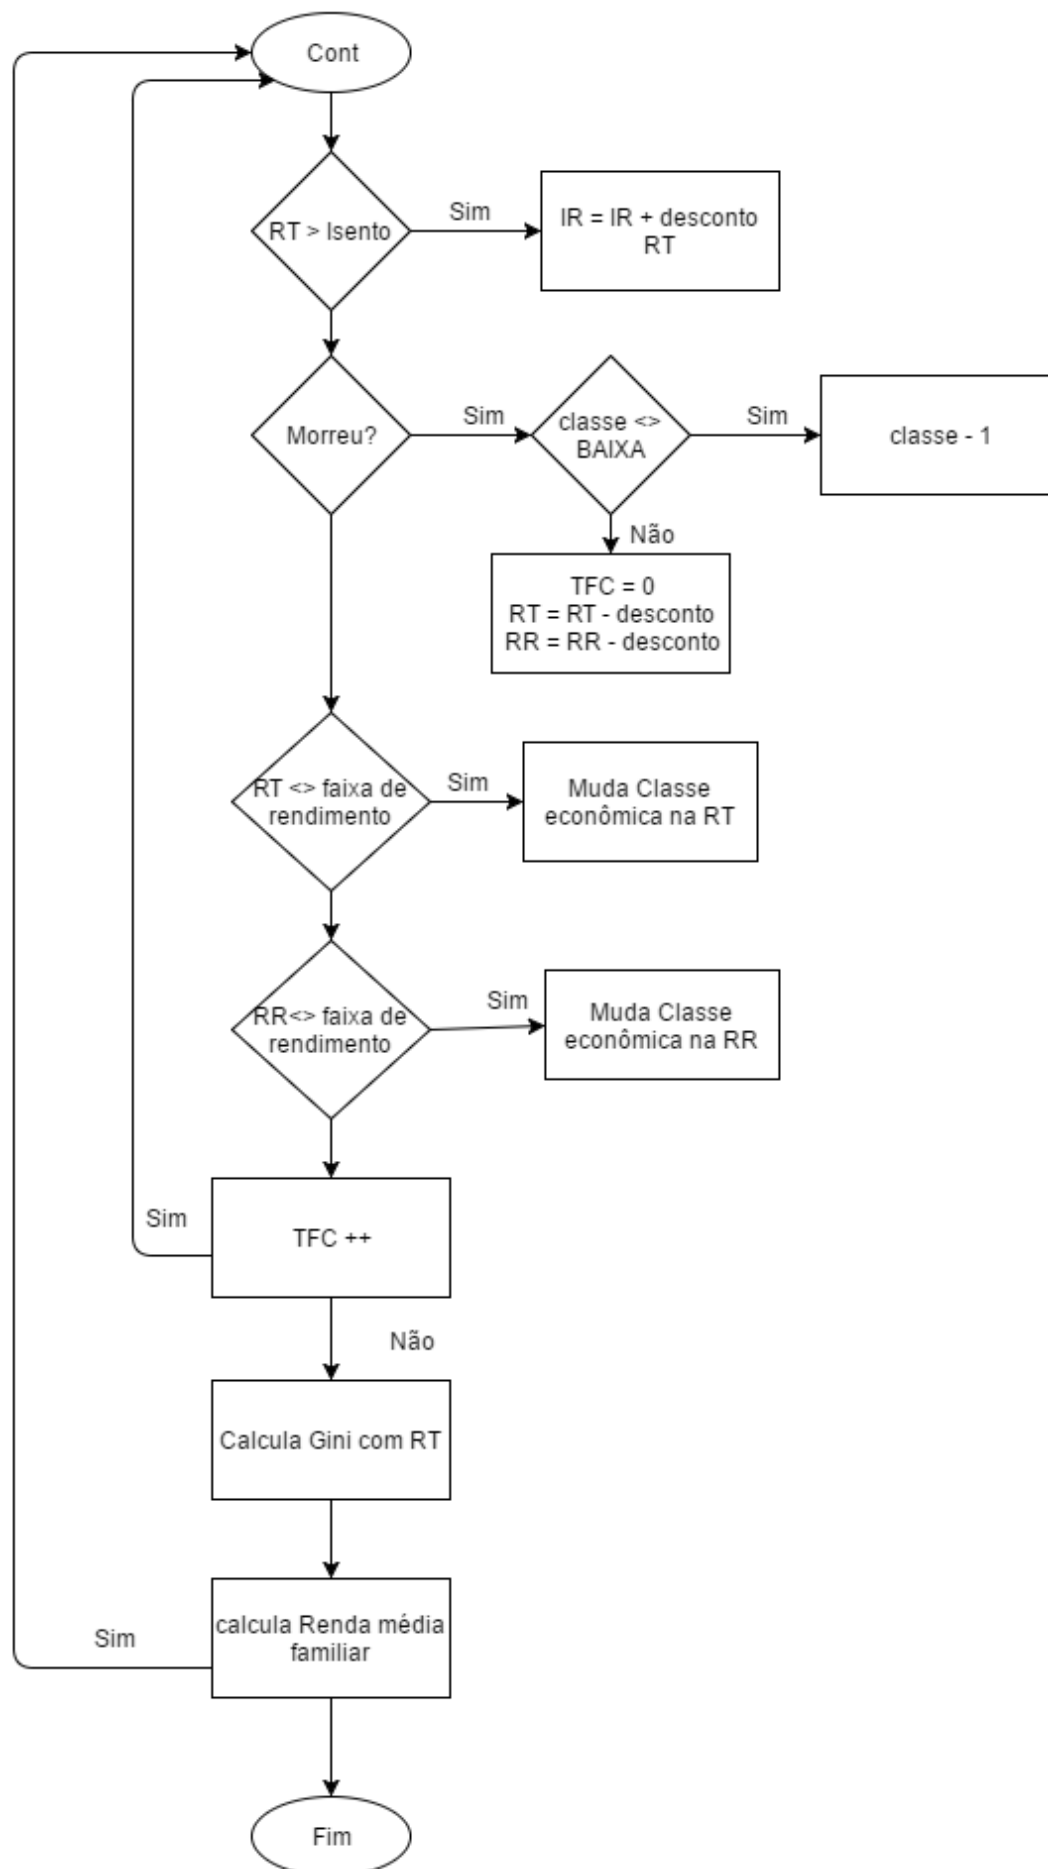 Cont
RT > Isento
Sim
IR = IR + desconto
RT
Morreu?
Sim
classe <>
BAIXA
Sim
classe - 1
Não
TFC = 0
RT = RT - desconto
RR = RR - desconto
RT <> faixa de
rendimento
Sim
Muda Classe
econômica na RT
RR<> faixa de
rendimento
Sim
Muda Classe
econômica na RR
Sim
TFC ++
Não
Calcula Gini com RT
Sim
calcula Renda média
familiar
Fim